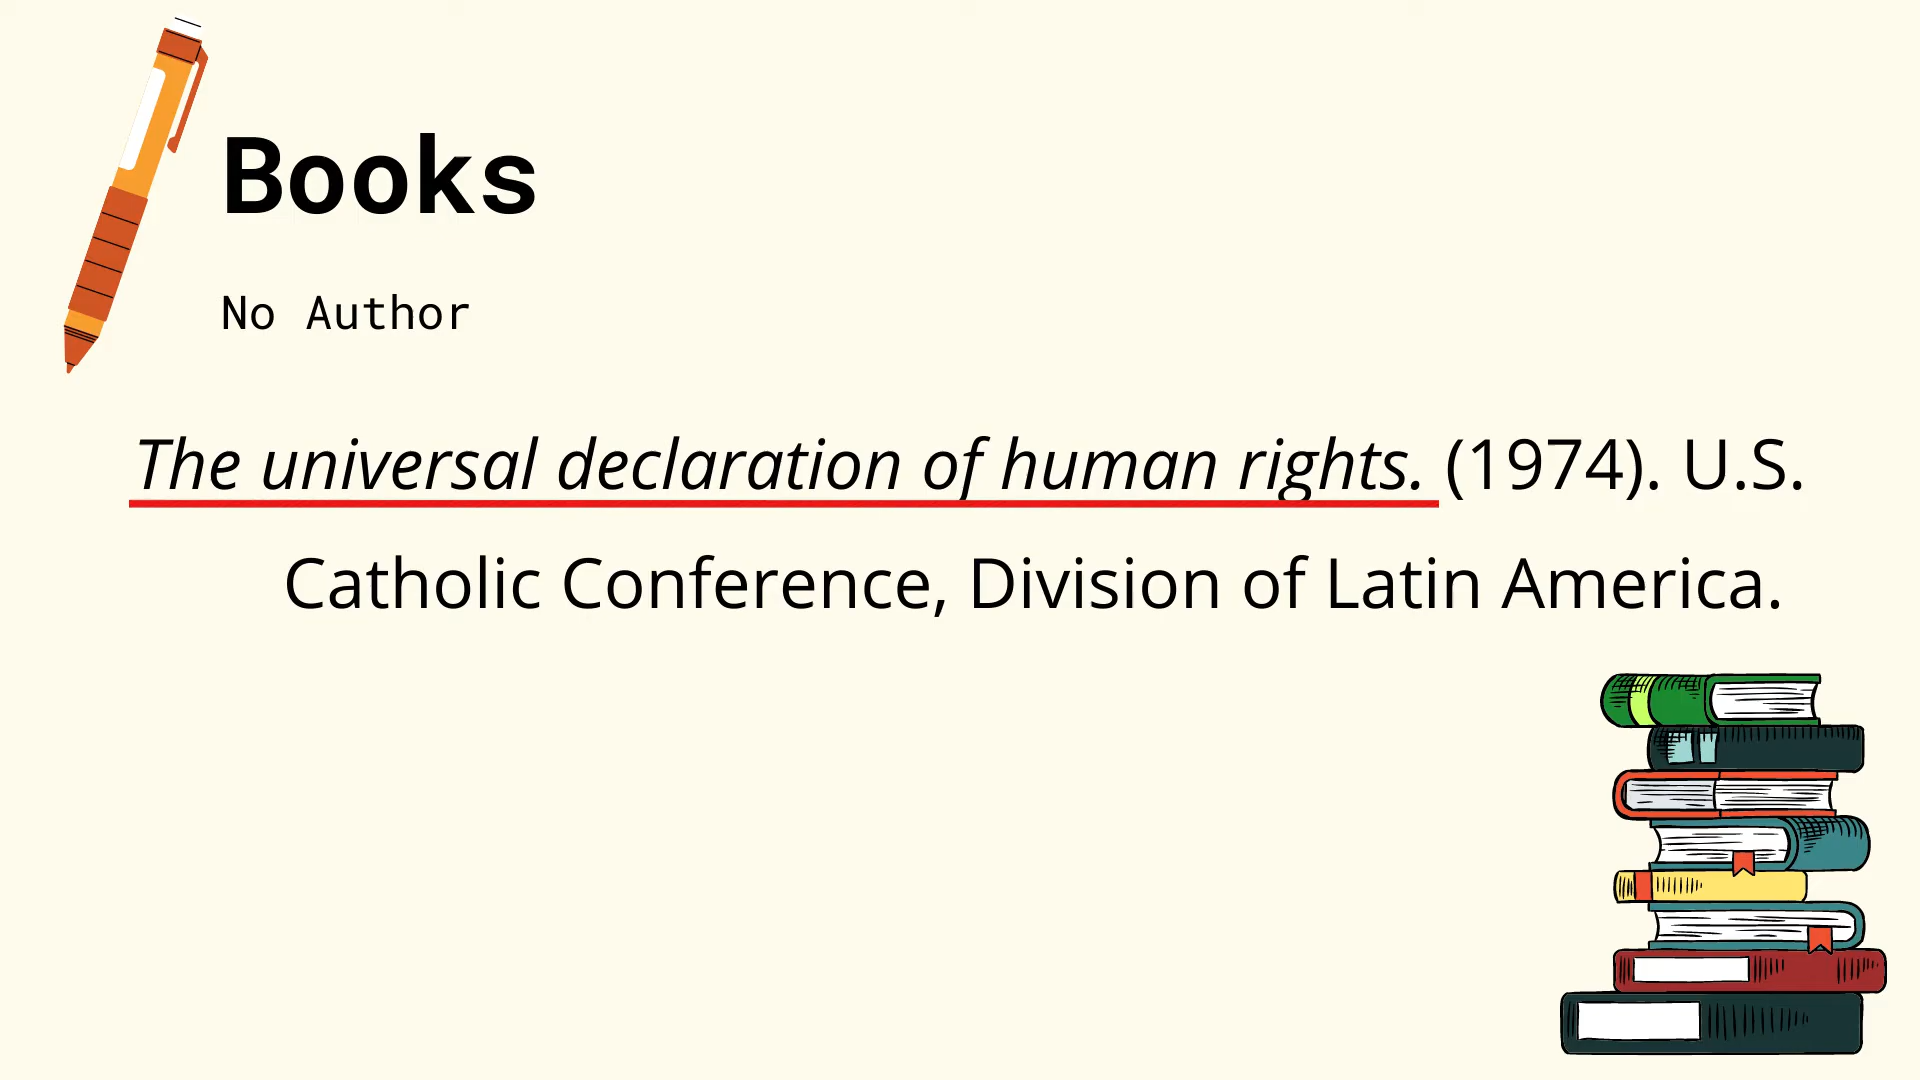 Books
No Author
The universal declaration of human rights. (1974). U.S.
Catholic Conference, Division of Latin America.